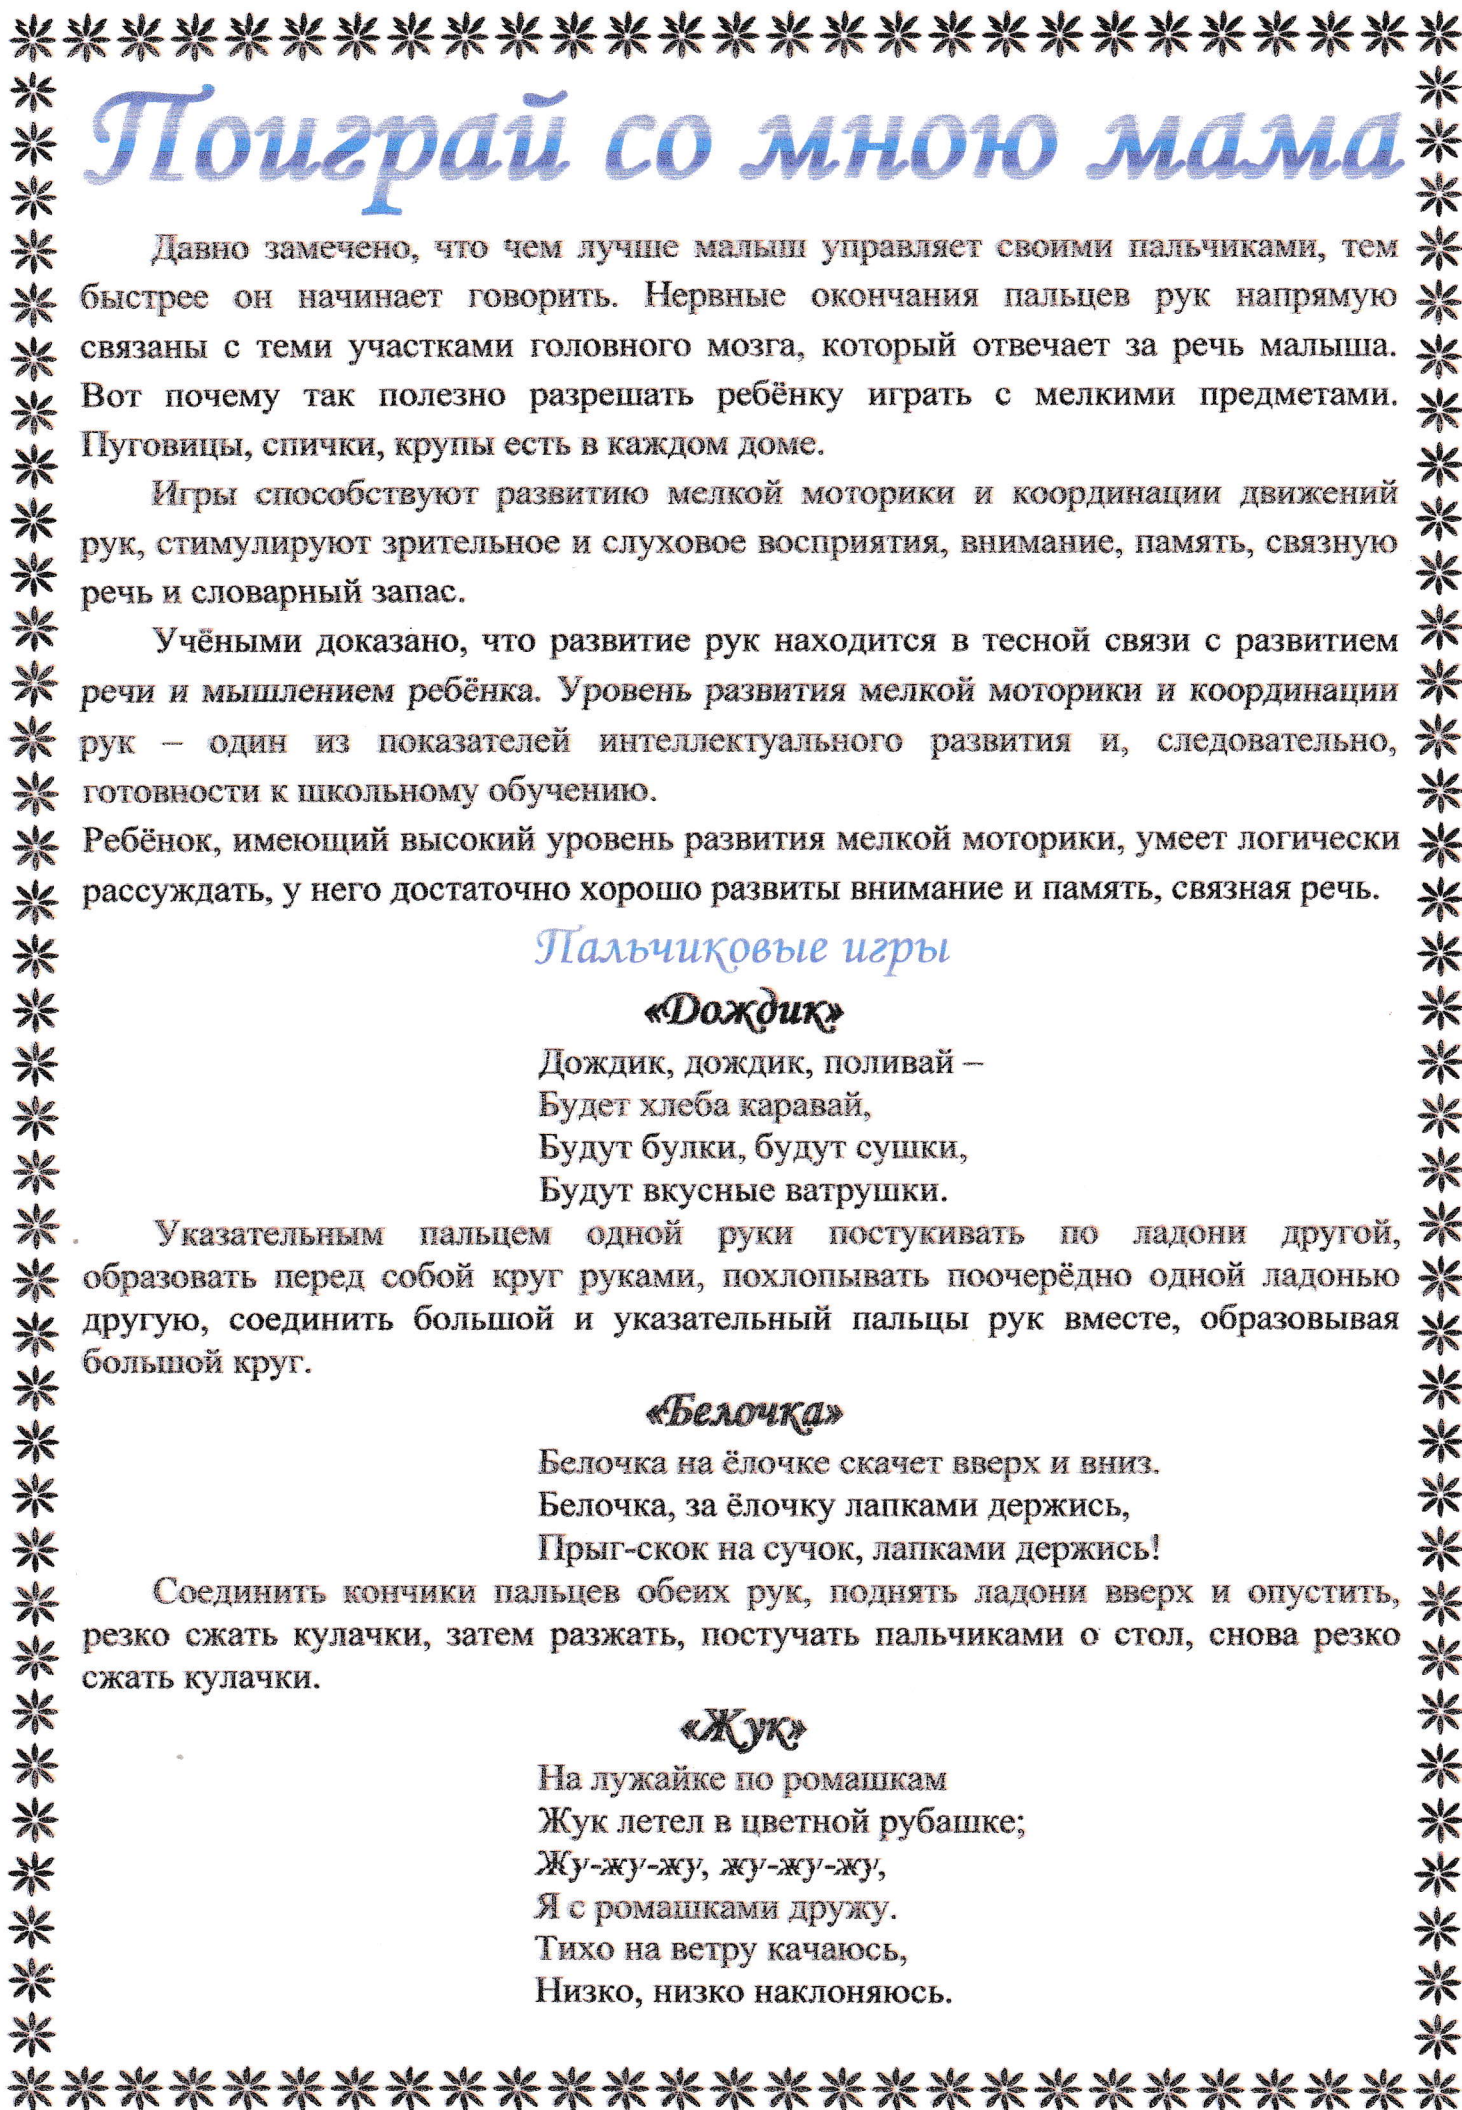 Поиграй со мною мама
Давно замечено, что чем лучше малыш управляет своими пальчиками, тем
быстрее он начинает говорить. Нервные окончания пальцев рук напрямую
связаны с теми участками головного мозга, который отвечает за речь малыша.
Вот почему так полезно разрешать ребёнку играть с мелкими предметами.
Пуговицы, спички, крупы есть в каждом доме.
Игры способствуют развитию мелкой моторики и координации движений
рук, стимулируют зрительное и слуховое восприятия, внимание, память, связную
речь и словарный запас.
Учёными доказано, что развитие рук находится в тесной связи с развитием
речи и мышлением ребёнка. Уровень развития мелкой моторики и координации
рук – один из показателей интеллектуального развития и, следовательно,
готовности к школьному обучению.
Ребёнок, имеющий высокий уровень развития мелкой моторики, умеет логически
рассуждать, у него достаточно хорошо развиты внимание и память, связная речь.
Пальчиковые игры
«Дождик»
Дождик, дождик, поливай –
Будет хлеба каравай,
Будут булки, будут сушки,
Будут вкусные ватрушки.
Указательным пальцем одной руки постукивать по ладони другой,
образовать перед собой круг руками, похлопывать поочерёдно одной ладонью
другую, соединить большой и указательный пальцы рук вместе, образовывая
большой круг.
«Белочка»
Белочка на ёлочке скачет вверх и вниз.
Белочка, за ёлочку лапками держись,
Прыг-скок на сучок, лапками держись!
Соединить кончики пальцев обеих рук, поднять ладони вверх и опустить,
резко сжать кулачки, затем разжать, постучать пальчиками о стол, снова резко
сжать кулачки.
«Жук»
На лужайке по ромашкам
Жук летел в цветной рубашке;
Жу-жу-жу, жу-жу-жу,
Я с ромашками дружу.
Тихо на ветру качаюсь,
Низко, низко наклоняюсь.